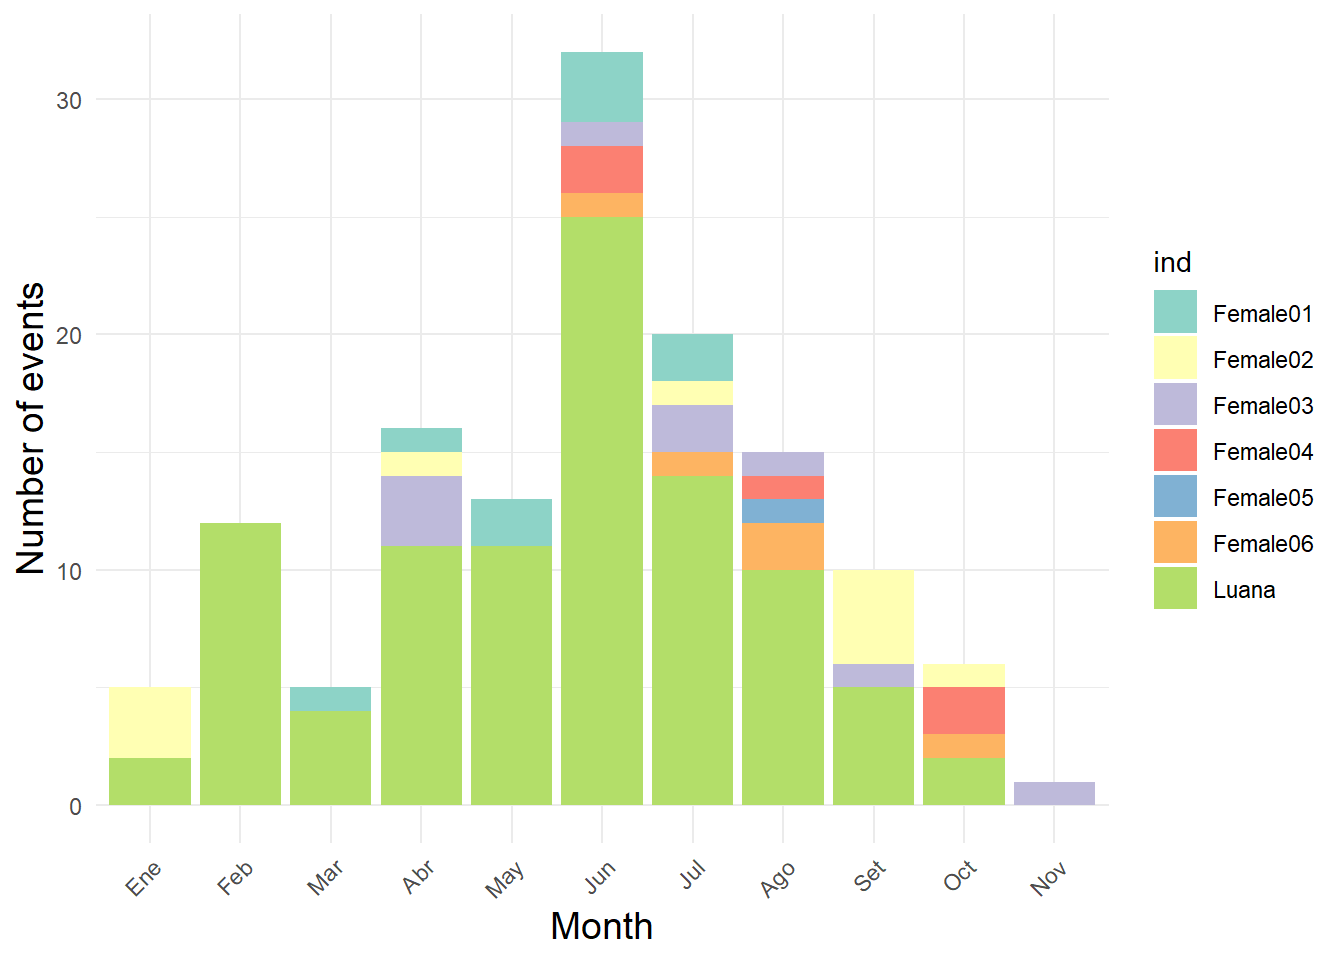 Number of events
30
20
10
0
Ene Feb Mar Abr May Jun Jul Ago Set Oct Nov
Month
ind
Female01
Female02
Female03
Female04
Female05
Female06
Luana